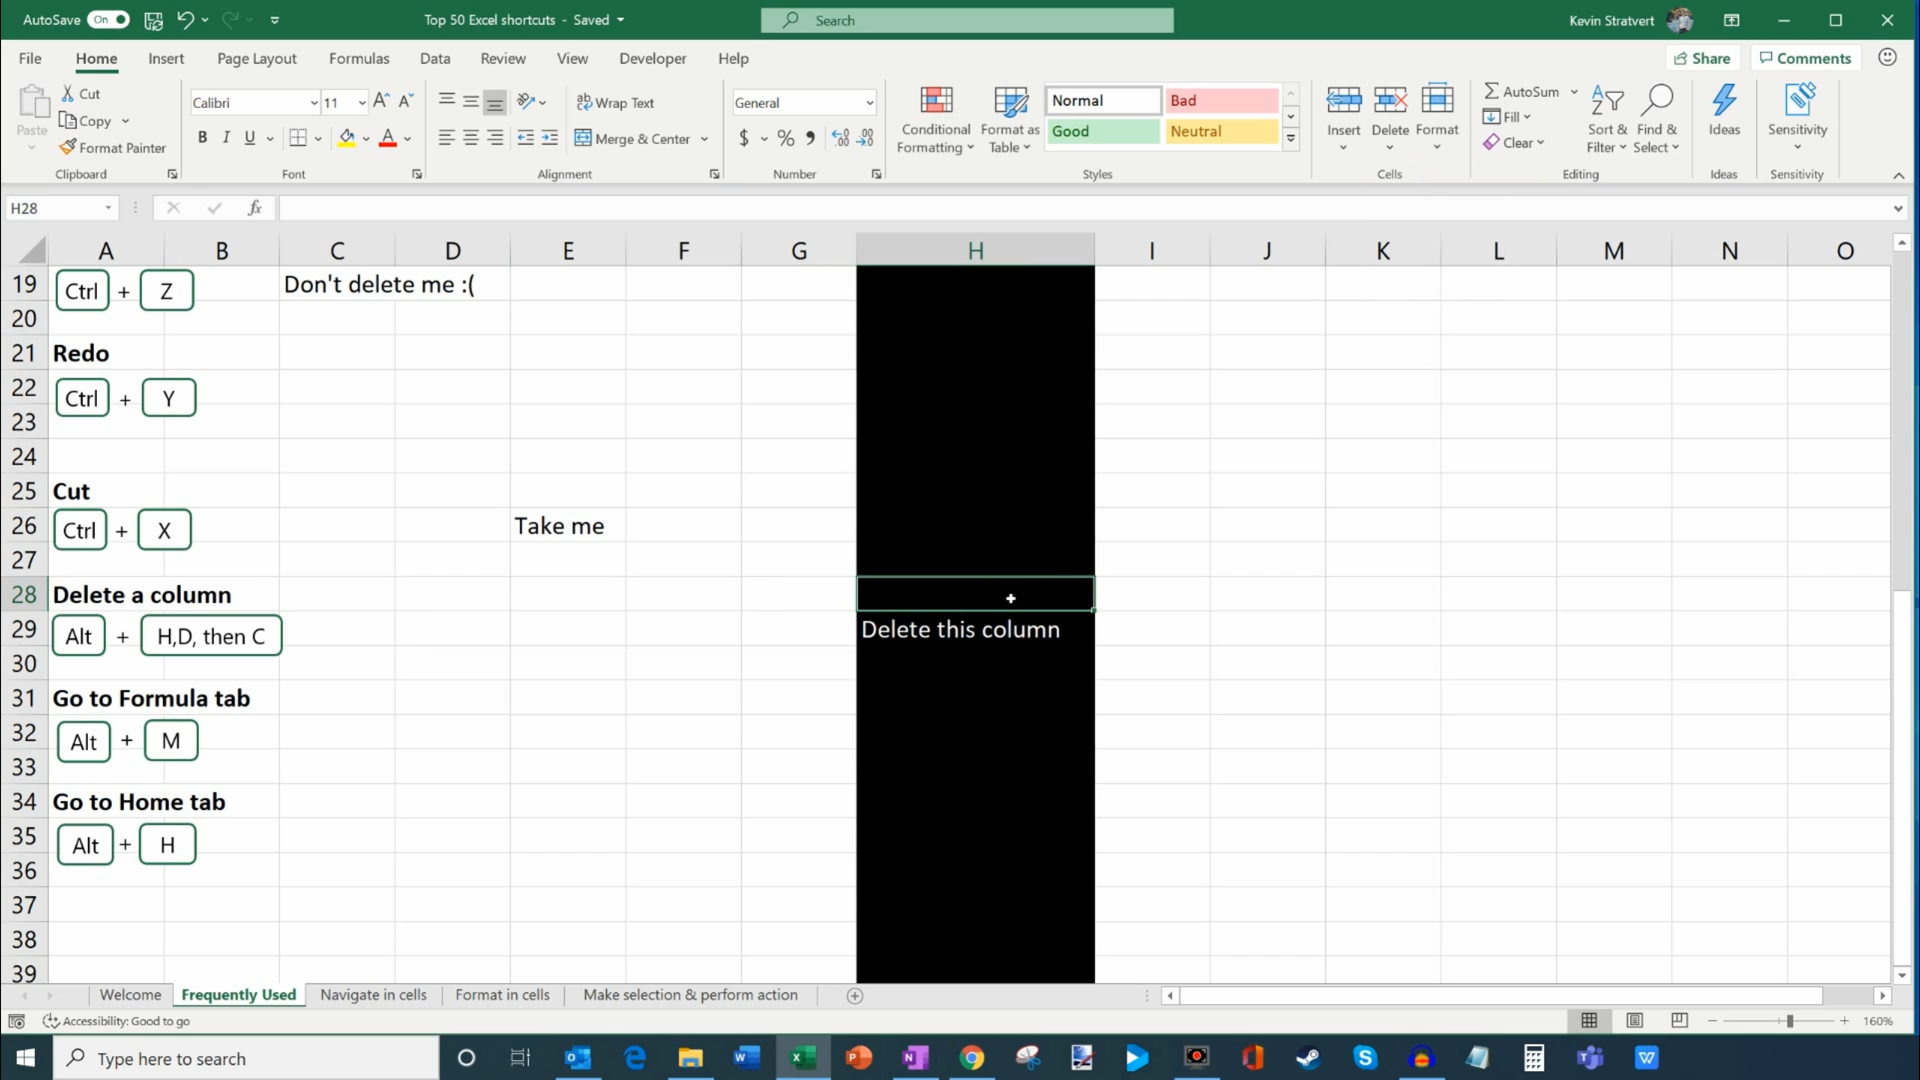 AutoSave On Top 50 Excel shortcuts - Saved Search Kevin Stratvert
File Home Insert Page Layout Formulas Data Review View Developer Help Share Comments
Paste Cut Copy Format Painter
Calibri 11
B I U A
ab Wrap Text
Merge & Center
General
$ % 9
Conditional Formatting Format as Table
Normal Bad
Good Neutral
Insert Delete Format
AutoSum
Fill
Clear
Sort & Filter Find & Select
Ideas Sensitivity
Clipboard Font Alignment Number Styles Cells Editing Ideas Sensitivity
H28 fx
A B C D E F G H I J K L M N O
19 Ctrl + Z Don't delete me :(
20
21 Redo
22 Ctrl + Y
23
24
25 Cut
26 Ctrl + X Take me
27
28 Delete a column
29 Alt + H,D, then C Delete this column
30
31 Go to Formula tab
32 Alt + M
33
34 Go to Home tab
35 Alt + H
36
37
38
39
Welcome Frequently Used Navigate in cells Format in cells Make selection & perform action
Accessibility: Good to go 160%
Type here to search